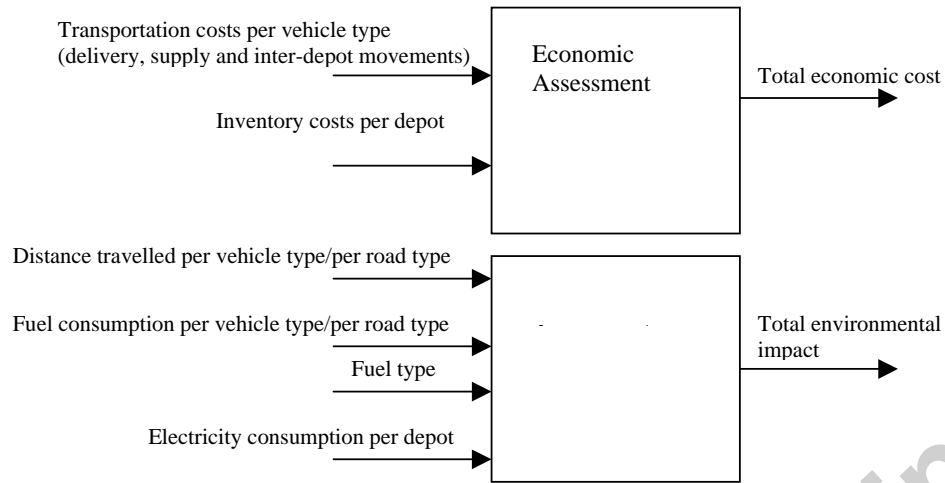 Transportation costs per vehicle type
(delivery, supply and inter-depot movements)
Economic
Assessment
Total economic cost
Inventory costs per depot
Distance travelled per vehicle type/per road type
Fuel consumption per vehicle type/per road type
Total environmental
impact
Fuel type
Electricity consumption per depot